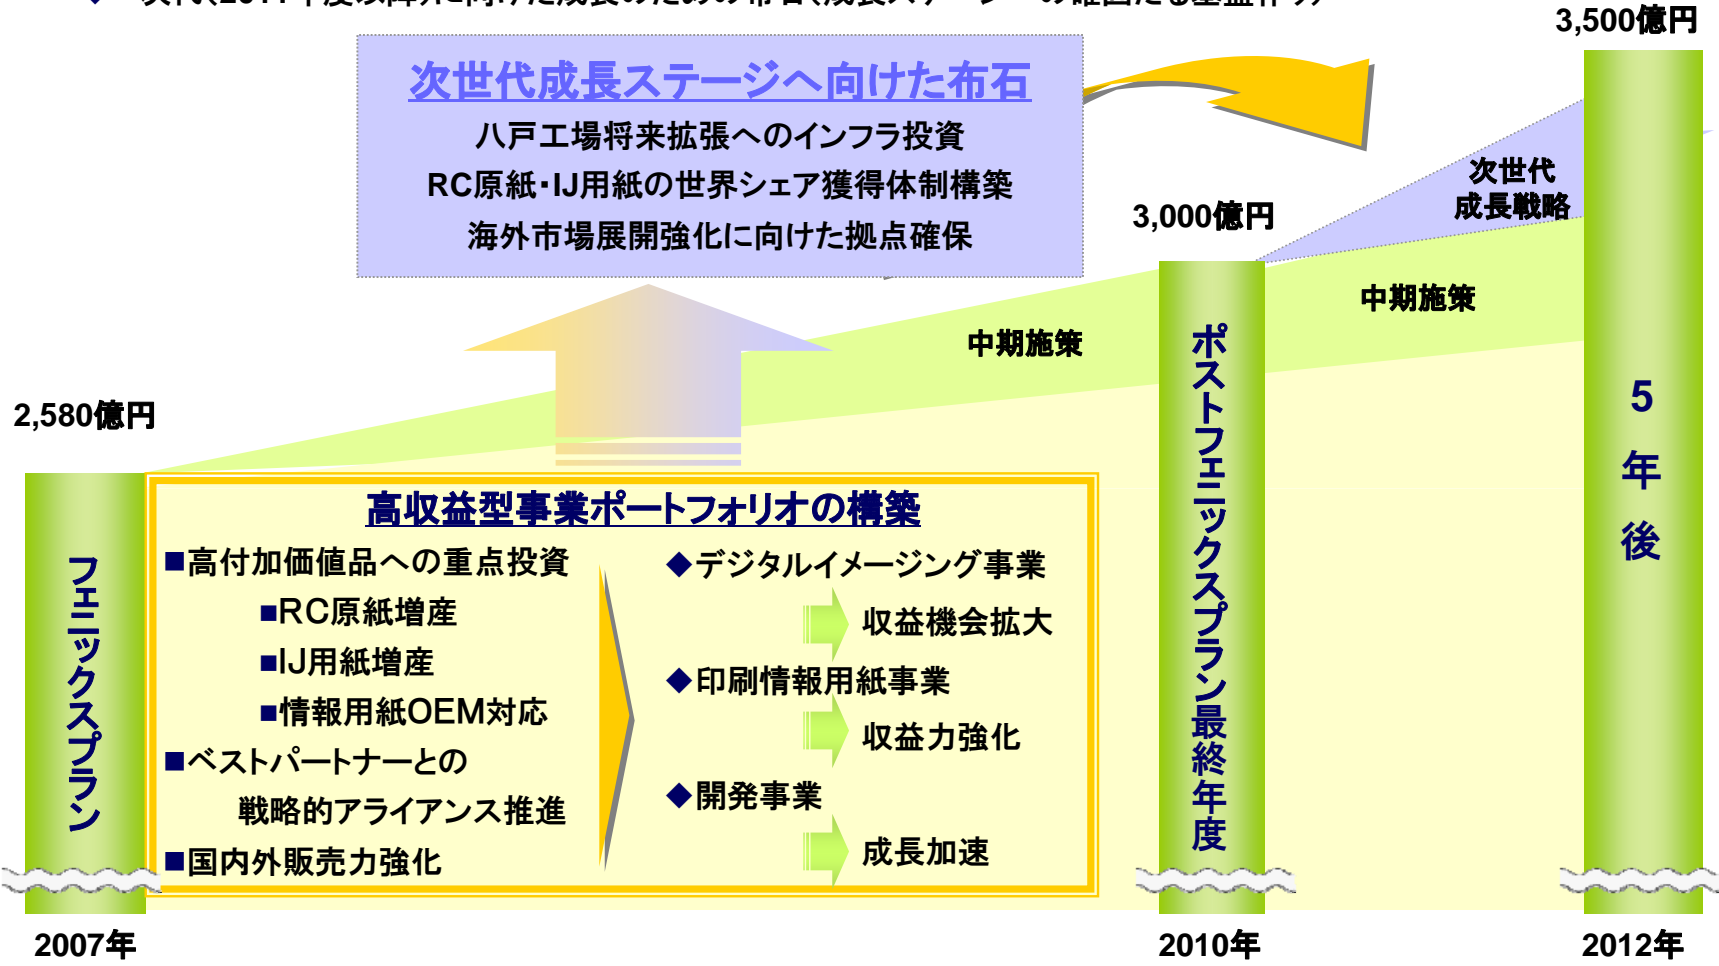 3,500億円
次世代成長ステージへ向けた布石
八戸工場将来拡張へのインフラ投資
RC原紙・IJ用紙の世界シェア獲得体制構築
海外市場展開強化に向けた拠点確保
次世代
成長戦略
3,000億円
中期施策
中期施策
2,580億円
高収益型事業ポートフォリオの構築
■高付加価値品への重点投資
■RC原紙増産
■IJ用紙増産
■情報用紙OEM対応
■ベストパートナーとの
戦略的アライアンス推進
■国内外販売力強化
◆デジタルイメージング事業
収益機会拡大
◆印刷情報用紙事業
収益力強化
◆開発事業
成長加速
フェニックスプラン
ポストフェニックスプラン最終年度
5年後
2007年
2010年
2012年